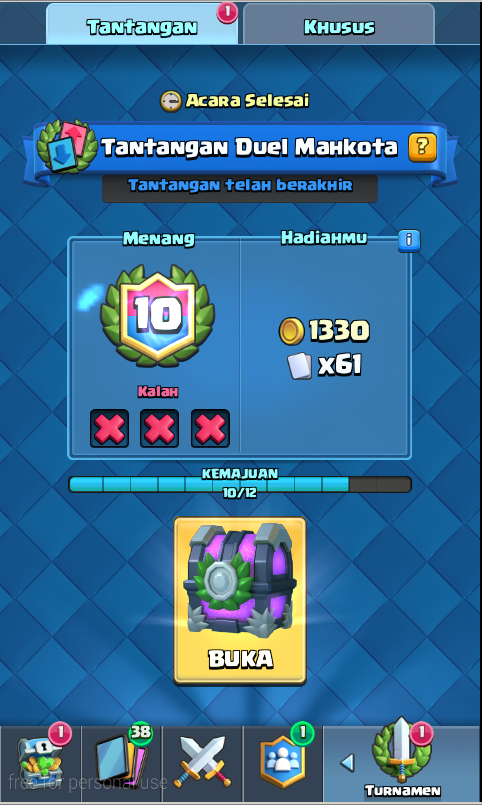 Tantangan
1
Khusus
Acara Selesai
Tantangan Duel Mahkota
?
Tantangan telah berakhir
Menang
Hadiahmu
i
10
1330
x61
Kalah
KEMAJUAN
10/12
BUKA
1
38
1
1
Turnamen
free for personal use